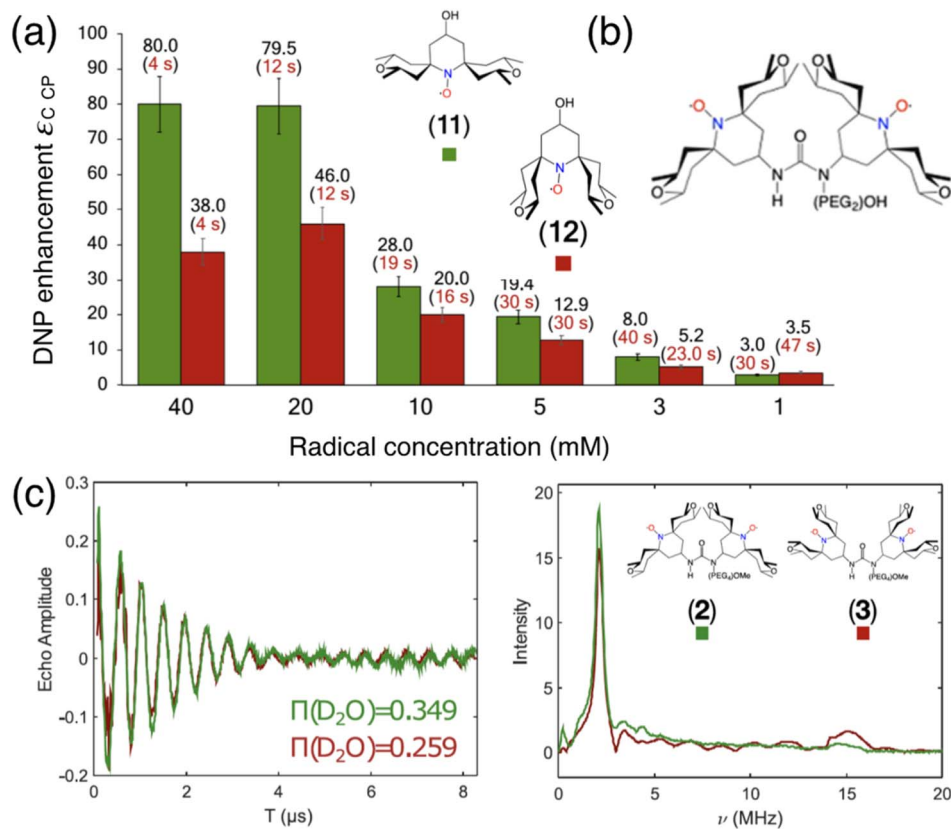 (a)
(b)
DNP enhancement ε C CP
100
90
80
70
60
50
40
30
20
10
0
80.0
(4 s)
38.0
(4 s)
79.5
(12 s)
46.0
(12 s)
28.0
(19 s)
20.0
(16 s)
19.4
(30 s)
12.9
(30 s)
8.0
(40 s)
5.2
(23.0 s)
3.0
(30 s)
3.5
(47 s)
40 20 10 5 3 1
Radical concentration (mM)
OH
O
O
N
·O
(11)
OH
N
·O
O
O
(12)
O
O
·O
N
N
O·
O
O
O
N
H
N
(PEG₂)OH
(c)
Echo Amplitude
0.3
0.2
0.1
0
-0.1
-0.2
0 2 4 6 8
T (μs)
Π(D₂O)=0.349
Π(D₂O)=0.259
Intensity
20
15
10
5
0
0 5 10 15 20
ν (MHz)
O
O
·O
N
N
O·
O
O
O
N
H
N
(PEG₄)OMe
(2)
O
O
·O
N
N
O·
O
O
O
N
H
N
(PEG₄)OMe
(3)